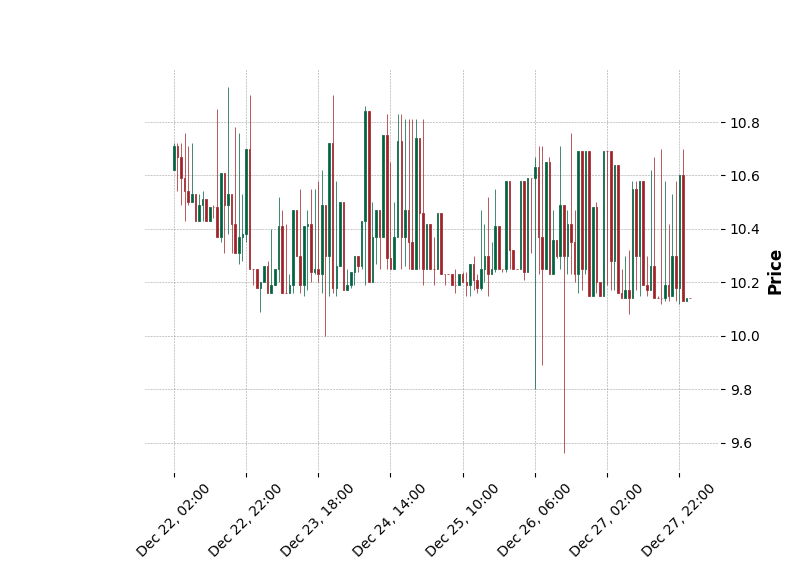 10.8
10.6
10.4
10.2
10.0
9.8
9.6
Price
Dec 22, 02:00
Dec 22, 22:00
Dec 23, 18:00
Dec 24, 14:00
Dec 25, 10:00
Dec 26, 06:00
Dec 27, 02:00
Dec 27, 22:00